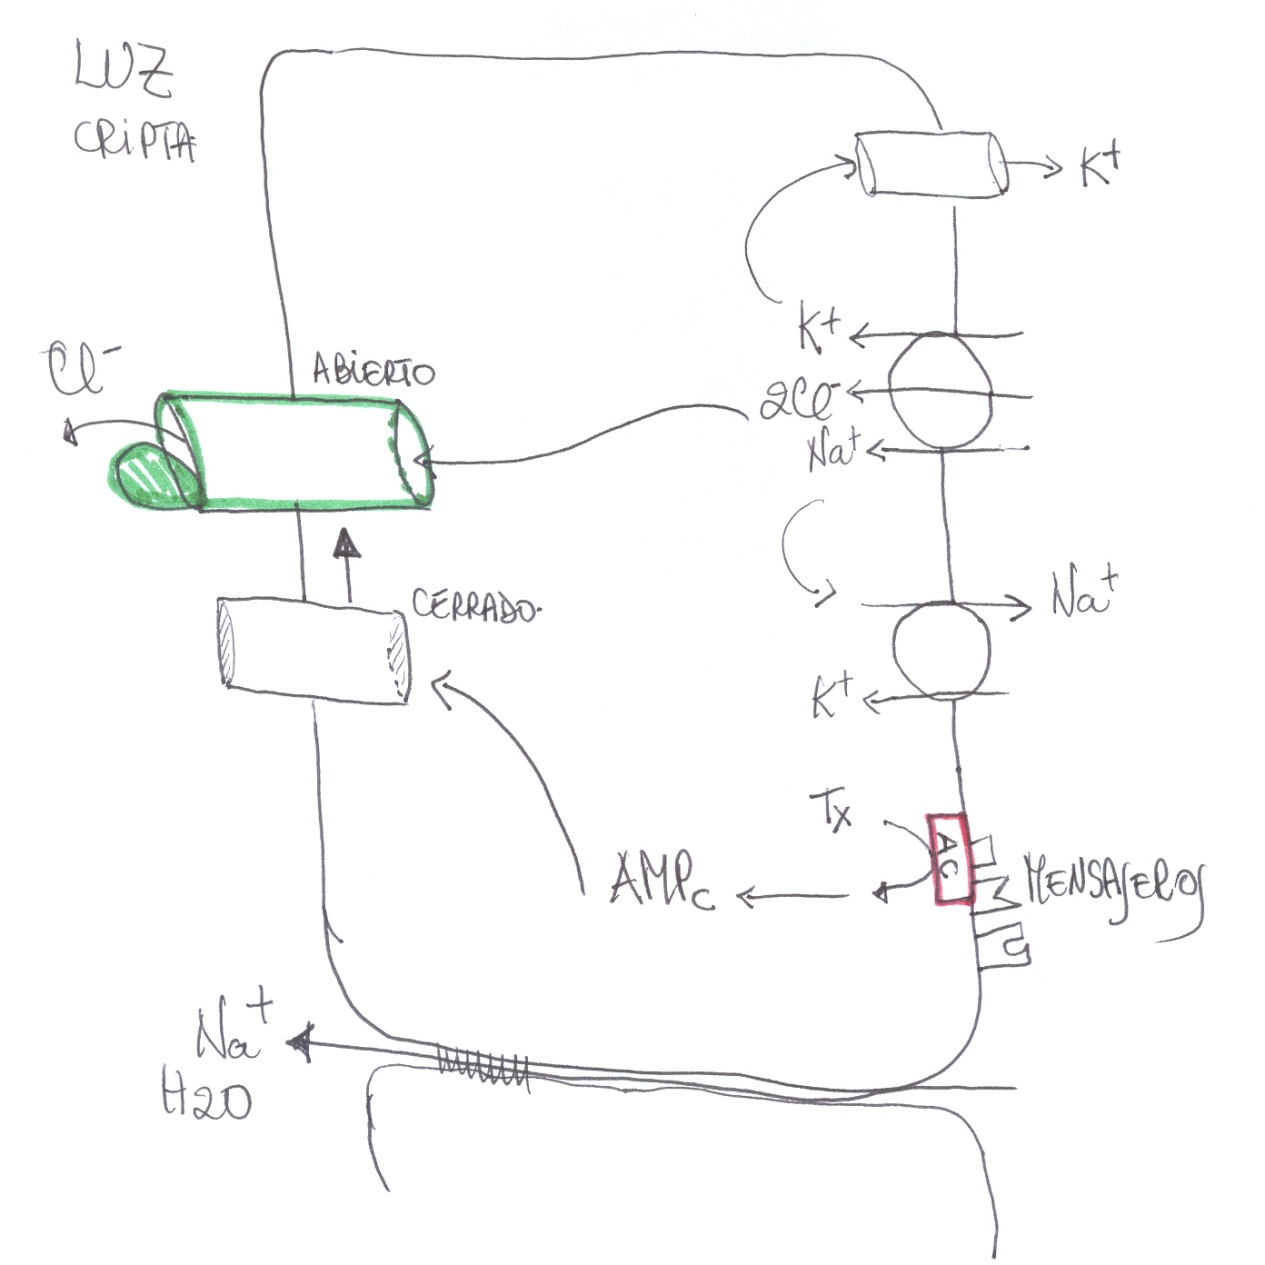 LUZ
CRIPTA
K+
K+
Cl-
ABIERTO
2Cl-
Na+
CERRADO.
Na+
K+
Tx
AC
AMPc
MENSAJEROS
Na+
H2O